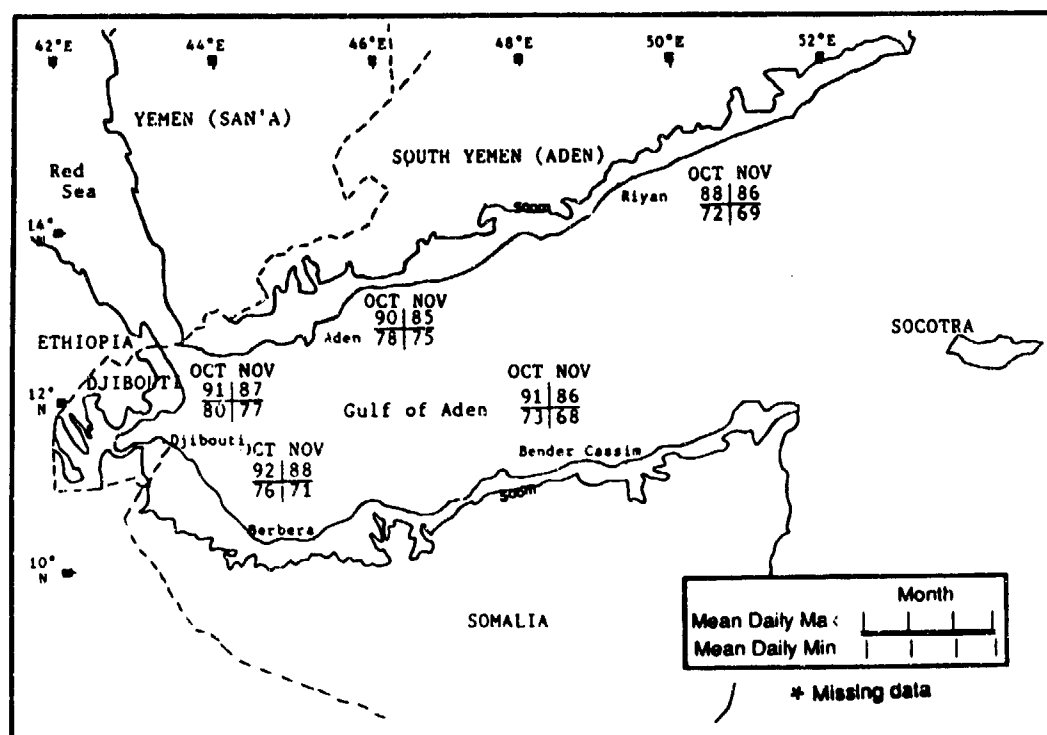 42°E 44°E 46°E 48°E 50°E 52°E
YEMEN (SAN'A)
SOUTH YEMEN (ADEN)
Red
Sea
OCT NOV
88 86
72 69
Riyan
500m
14°
N
OCT NOV
90 85
78 75
Aden
SOCOTRA
ETHIOPIA
DJIBOUTI
OCT NOV
91 87
80 77
OCT NOV
91 86
73 68
12°
N
Gulf of Aden
Djibouti
OCT NOV
92 88
76 71
Bender Cassim
500m
Berbera
10°
N
SOMALIA
Month
Mean Daily Max
Mean Daily Min
* Missing data